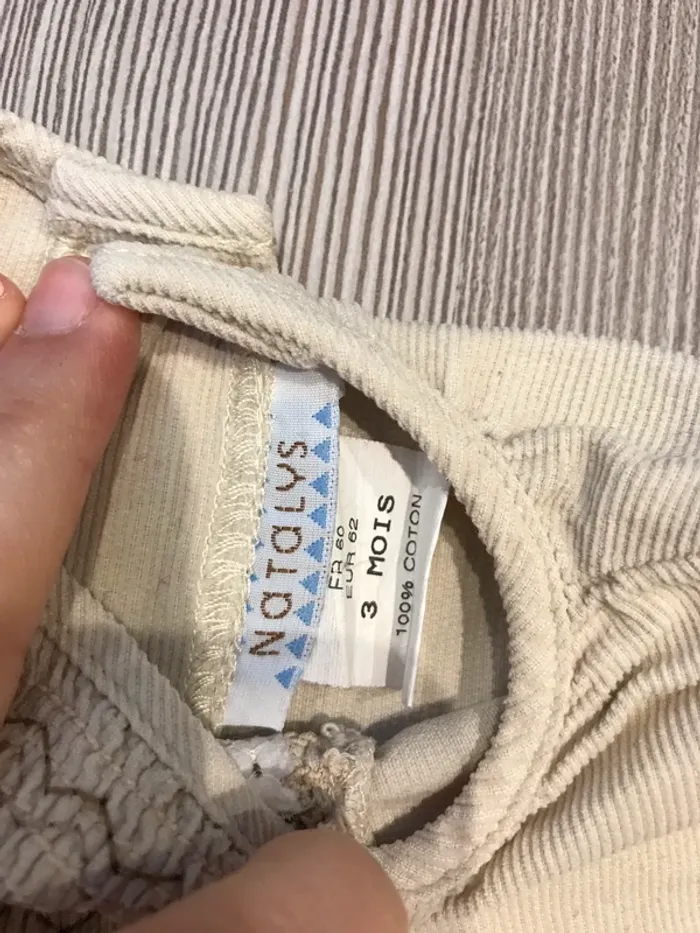 NATALYS
FR 60
EUR 62
3 MOIS
100% COTON